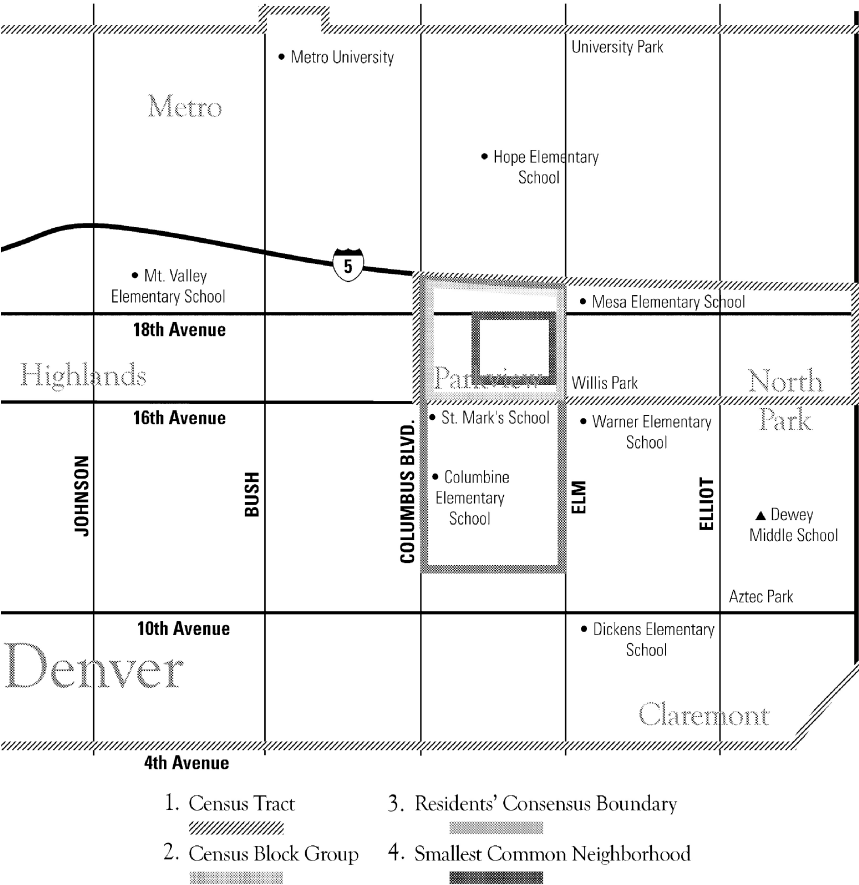 University Park
Metro University
Metro
Hope Elementary
School
5
Mt. Valley
Elementary School
Mesa Elementary School
18th Avenue
Highlands
Parkview
Willis Park
North
Park
16th Avenue
St. Mark's School
Warner Elementary
School
JOHNSON
BUSH
COLUMBUS BLVD.
Columbine
Elementary
School
ELM
ELLIOT
Dewey
Middle School
Aztec Park
10th Avenue
Dickens Elementary
School
Denver
Claremont
4th Avenue
1. Census Tract
3. Residents' Consensus Boundary
2. Census Block Group
4. Smallest Common Neighborhood